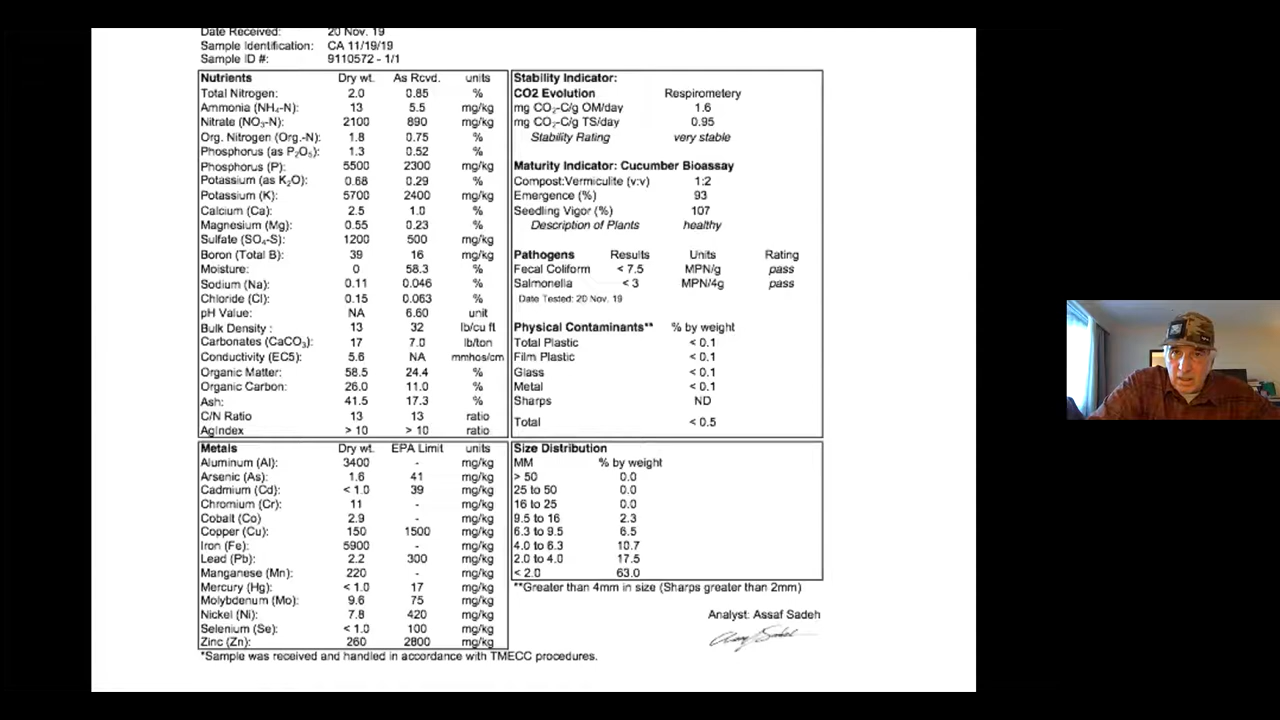 Date Received: 20 Nov. 19
Sample Identification: CA 11/19/19
Sample ID #: 9110572 - 1/1
Nutrients Dry wt. As Rcvd. units
Total Nitrogen: 2.0 0.85 %
Ammonia (NH₄-N): 13 5.5 mg/kg
Nitrate (NO₃-N): 2100 890 mg/kg
Org. Nitrogen (Org.-N): 1.8 0.75 %
Phosphorus (as P₂O₅): 1.3 0.52 %
Phosphorus (P): 5500 2300 mg/kg
Potassium (as K₂O): 0.68 0.29 %
Potassium (K): 5700 2400 mg/kg
Calcium (Ca): 2.5 1.0 %
Magnesium (Mg): 0.55 0.23 %
Sulfate (SO₄-S): 1200 500 mg/kg
Boron (Total B): 39 16 mg/kg
Moisture: 0 58.3 %
Sodium (Na): 0.11 0.046 %
Chloride (Cl): 0.15 0.063 %
pH Value: NA 6.60 unit
Bulk Density : 13 32 lb/cu ft
Carbonates (CaCO₃): 17 7.0 lb/ton
Conductivity (EC5): 5.6 NA mmhos/cm
Organic Matter: 58.5 24.4 %
Organic Carbon: 26.0 11.0 %
Ash: 41.5 17.3 %
C/N Ratio 13 13 ratio
AgIndex > 10 > 10 ratio
Stability Indicator:
CO2 Evolution Respirometery
mg CO₂-C/g OM/day 1.6
mg CO₂-C/g TS/day 0.95
Stability Rating very stable
Maturity Indicator: Cucumber Bioassay
Compost:Vermiculite (v:v) 1:2
Emergence (%) 93
Seedling Vigor (%) 107
Description of Plants healthy
Pathogens Results Units Rating
Fecal Coliform < 7.5 MPN/g pass
Salmonella < 3 MPN/4g pass
Date Tested: 20 Nov. 19
Physical Contaminants** % by weight
Total Plastic < 0.1
Film Plastic < 0.1
Glass < 0.1
Metal < 0.1
Sharps ND
Total < 0.5
Metals Dry wt. EPA Limit units
Aluminum (Al): 3400 - mg/kg
Arsenic (As): 1.6 41 mg/kg
Cadmium (Cd): < 1.0 39 mg/kg
Chromium (Cr): 11 - mg/kg
Cobalt (Co) 2.9 - mg/kg
Copper (Cu): 150 1500 mg/kg
Iron (Fe): 5900 - mg/kg
Lead (Pb): 2.2 300 mg/kg
Manganese (Mn): 220 - mg/kg
Mercury (Hg): < 1.0 17 mg/kg
Molybdenum (Mo): 9.6 75 mg/kg
Nickel (Ni): 7.8 420 mg/kg
Selenium (Se): < 1.0 100 mg/kg
Zinc (Zn): 260 2800 mg/kg
*Sample was received and handled in accordance with TMECC procedures.
Size Distribution
MM % by weight
> 50 0.0
25 to 50 0.0
16 to 25 0.0
9.5 to 16 2.3
6.3 to 9.5 6.5
4.0 to 6.3 10.7
2.0 to 4.0 17.5
< 2.0 63.0
**Greater than 4mm in size (Sharps greater than 2mm)
Analyst: Assaf Sadeh